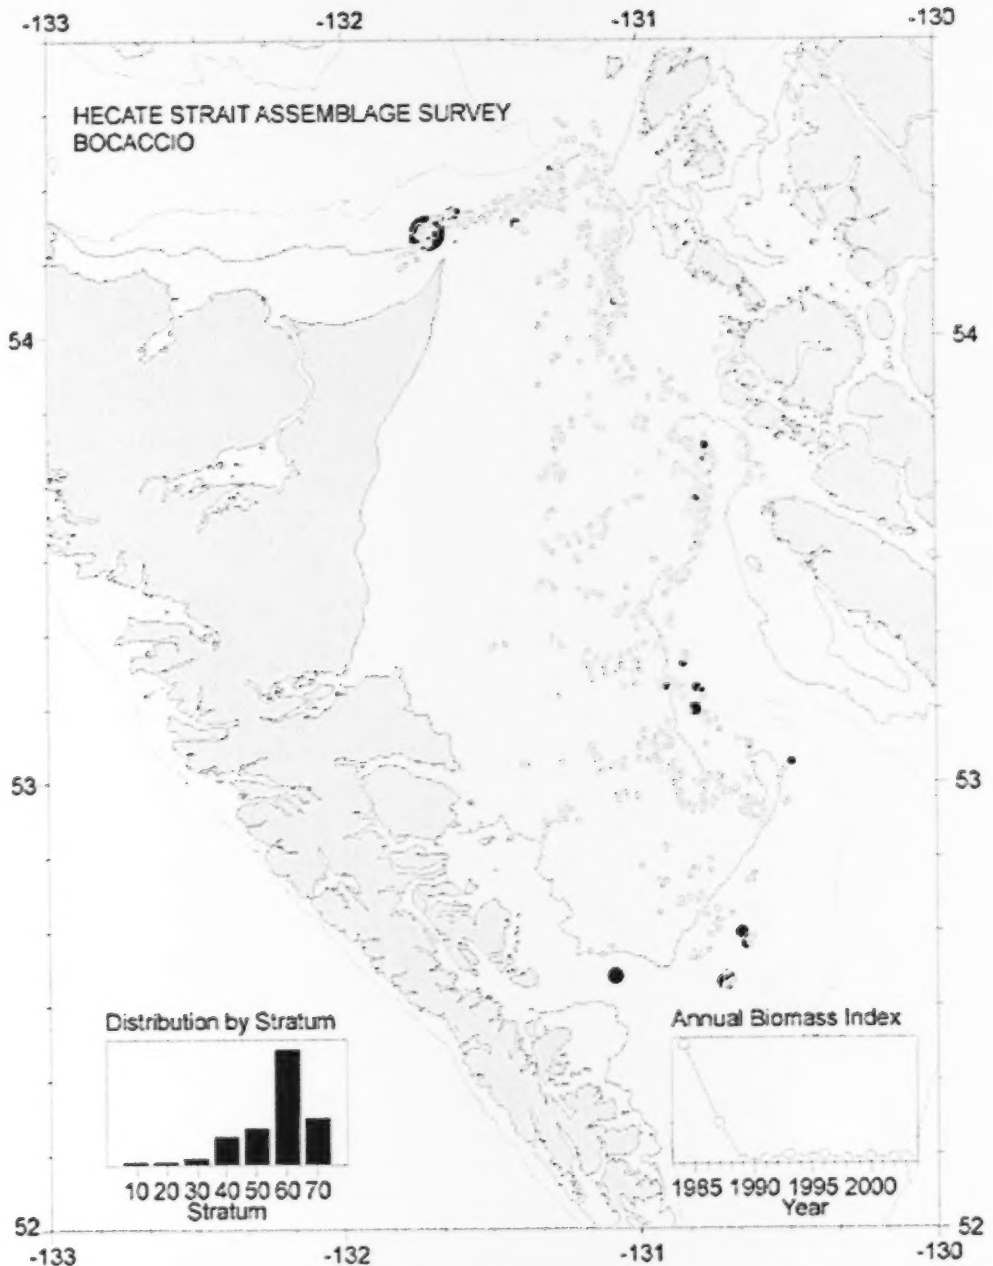 -133 -132 -131 -130
HECATE STRAIT ASSEMBLAGE SURVEY
BOCACCIO
54 54
53 53
Distribution by Stratum
10 20 30 40 50 60 70
Stratum
Annual Biomass Index
1985 1990 1995 2000
Year
52 52
-133 -132 -131 -130